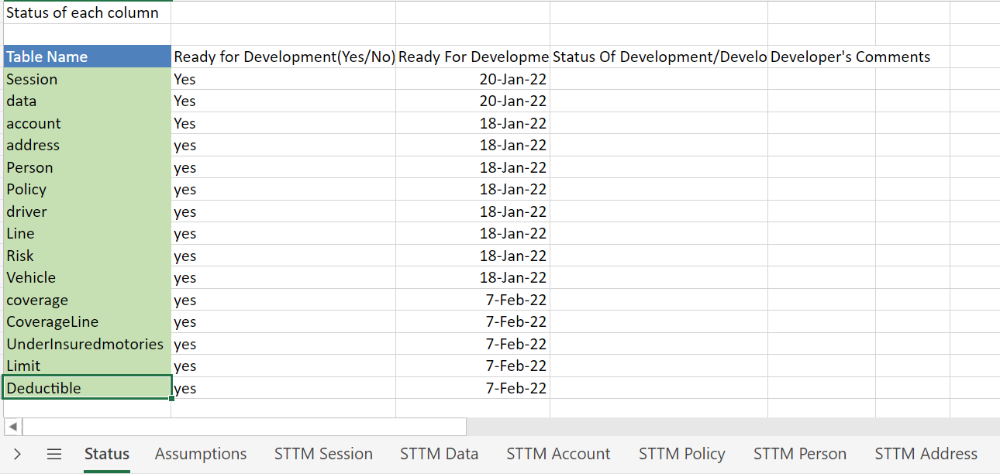 Status of each column
Table Name Ready for Development(Yes/No) Ready For Developme Status Of Development/Develo Developer's Comments
Session Yes 20-Jan-22
data Yes 20-Jan-22
account Yes 18-Jan-22
address yes 18-Jan-22
Person yes 18-Jan-22
Policy yes 18-Jan-22
driver yes 18-Jan-22
Line yes 18-Jan-22
Risk yes 18-Jan-22
Vehicle yes 18-Jan-22
coverage yes 7-Feb-22
CoverageLine yes 7-Feb-22
UnderInsuredmotories yes 7-Feb-22
Limit yes 7-Feb-22
Deductible yes 7-Feb-22
Status Assumptions STTM Session STTM Data STTM Account STTM Policy STTM Person STTM Address